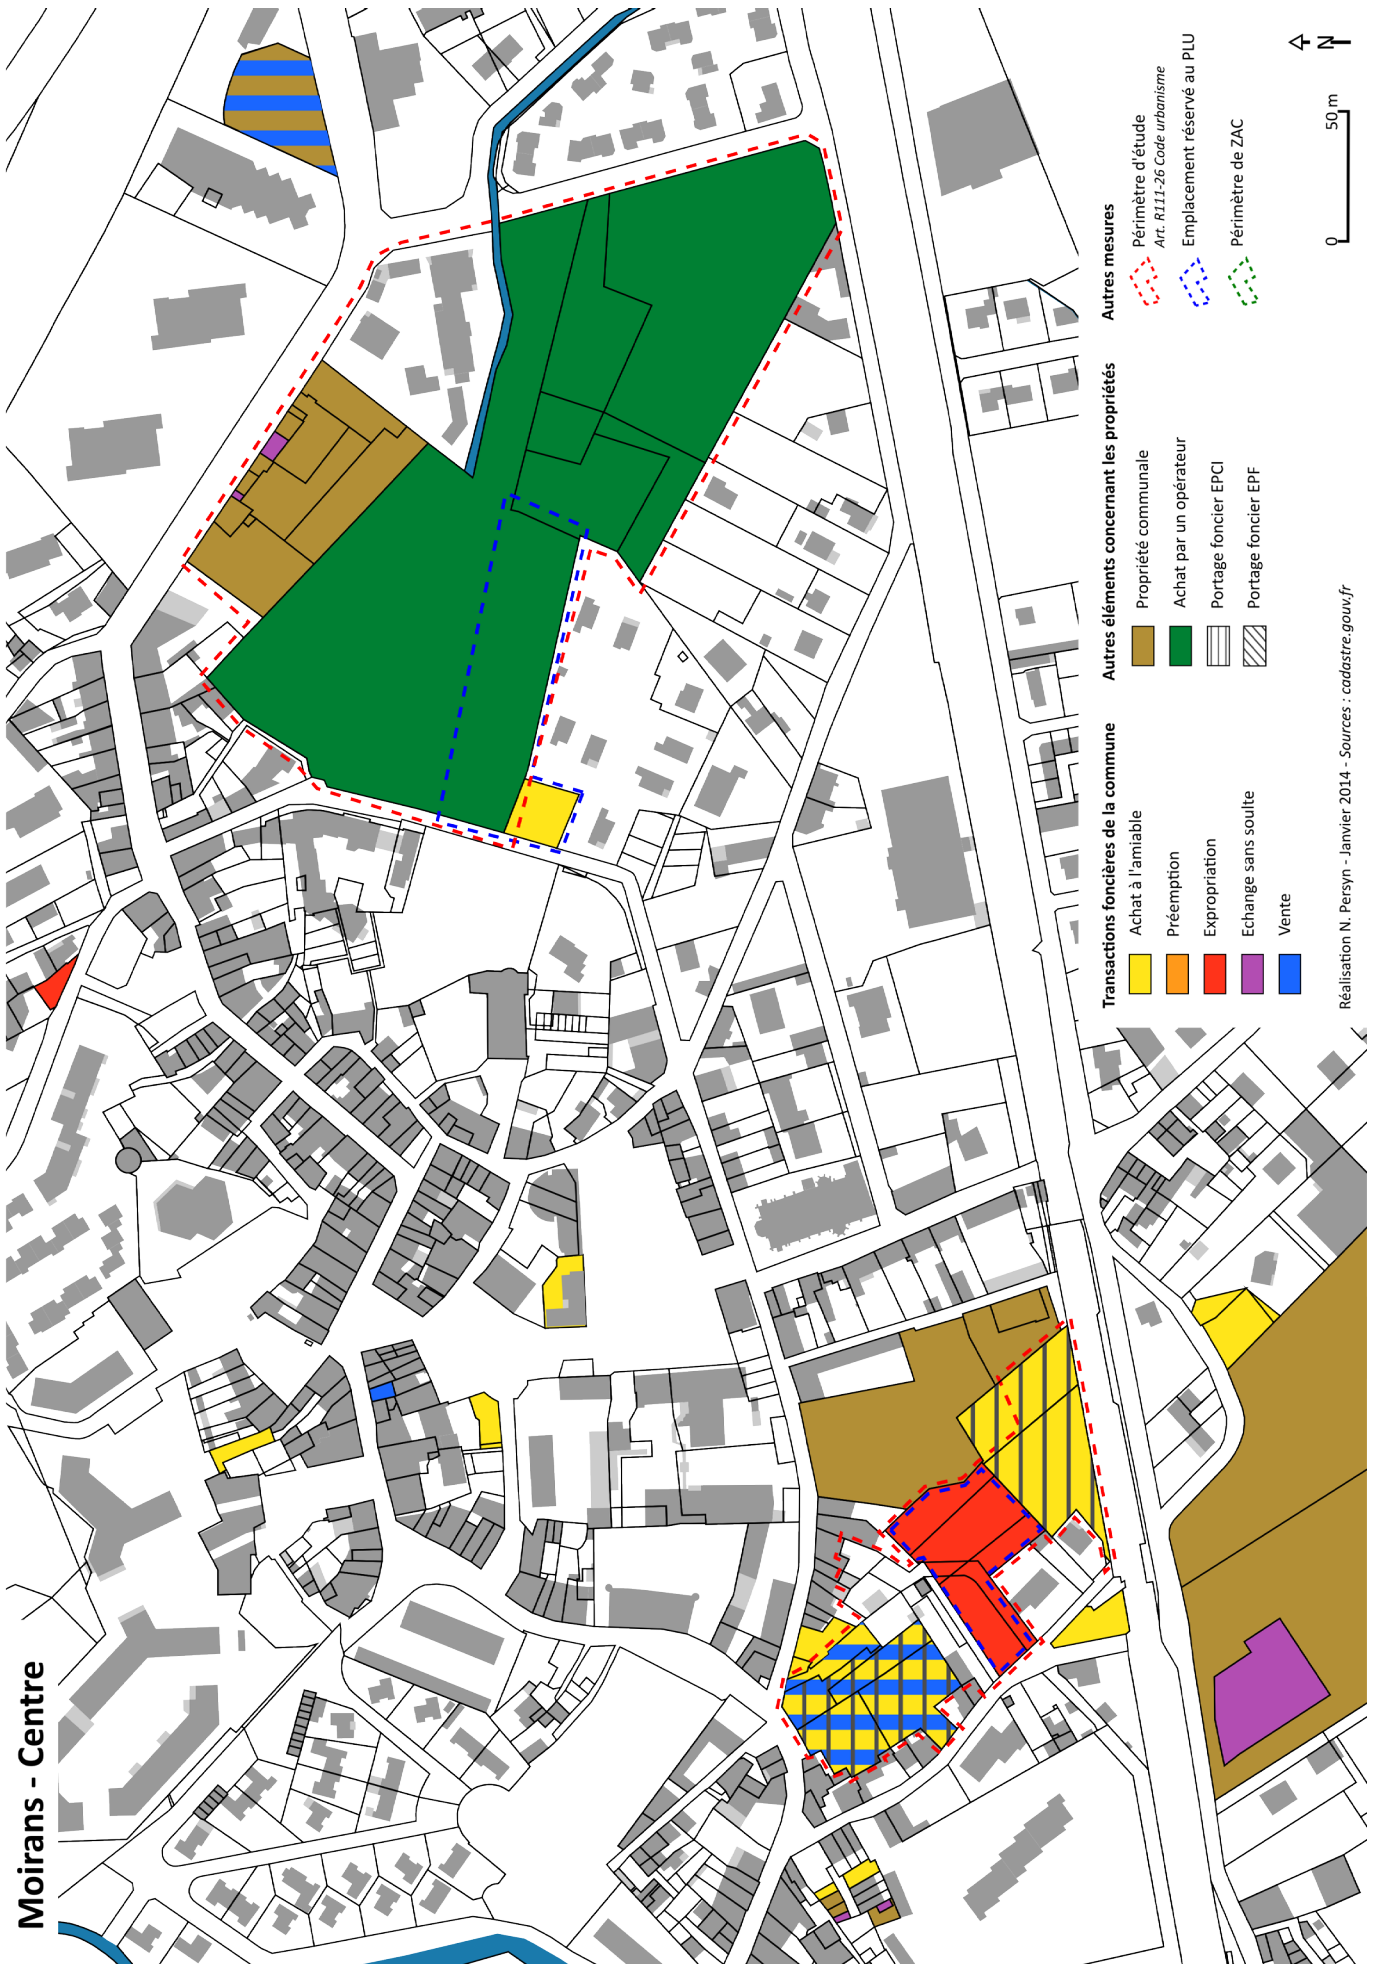 Moirans - Centre
Transactions foncières de la commune
Achat à l'amiable
Préemption
Expropriation
Echange sans soulte
Vente
Autres éléments concernant les propriétés
Propriété communale
Achat par un opérateur
Portage foncier EPCI
Portage foncier EPF
Autres mesures
Périmètre d'étude
Art. R111-26 Code urbanisme
Emplacement réservé au PLU
Périmètre de ZAC
N
0 50 m
Réalisation N. Persyn - Janvier 2014 - Sources : cadastre.gouv.fr